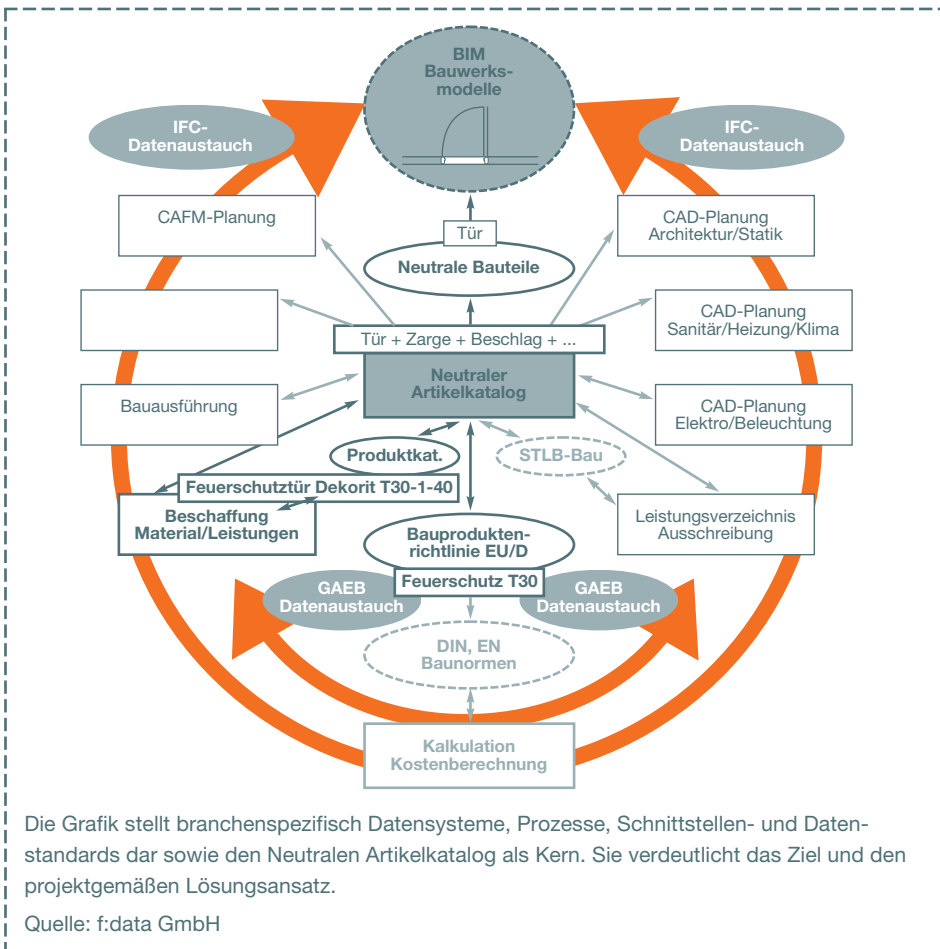 BIM
Bauwerks-
modelle
IFC-
Datenaustauch
IFC-
Datenaustauch
CAFM-Planung
Tür
CAD-Planung
Architektur/Statik
Neutrale Bauteile
CAD-Planung
Sanitär/Heizung/Klima
Tür + Zarge + Beschlag + ...
Neutraler
Artikelkatalog
Bauausführung
CAD-Planung
Elektro/Beleuchtung
Produktkat.
STLB-Bau
Feuerschutztür Dekorit T30-1-40
Beschaffung
Material/Leistungen
Bauprodukten-
richtlinie EU/D
Leistungsverzeichnis
Ausschreibung
Feuerschutz T30
GAEB
Datenaustauch
GAEB
Datenaustauch
DIN, EN
Baunormen
Kalkulation
Kostenberechnung
Die Grafik stellt branchenspezifisch Datensysteme, Prozesse, Schnittstellen- und Daten-
standards dar sowie den Neutralen Artikelkatalog als Kern. Sie verdeutlicht das Ziel und den
projektgemäßen Lösungsansatz.
Quelle: f:data GmbH